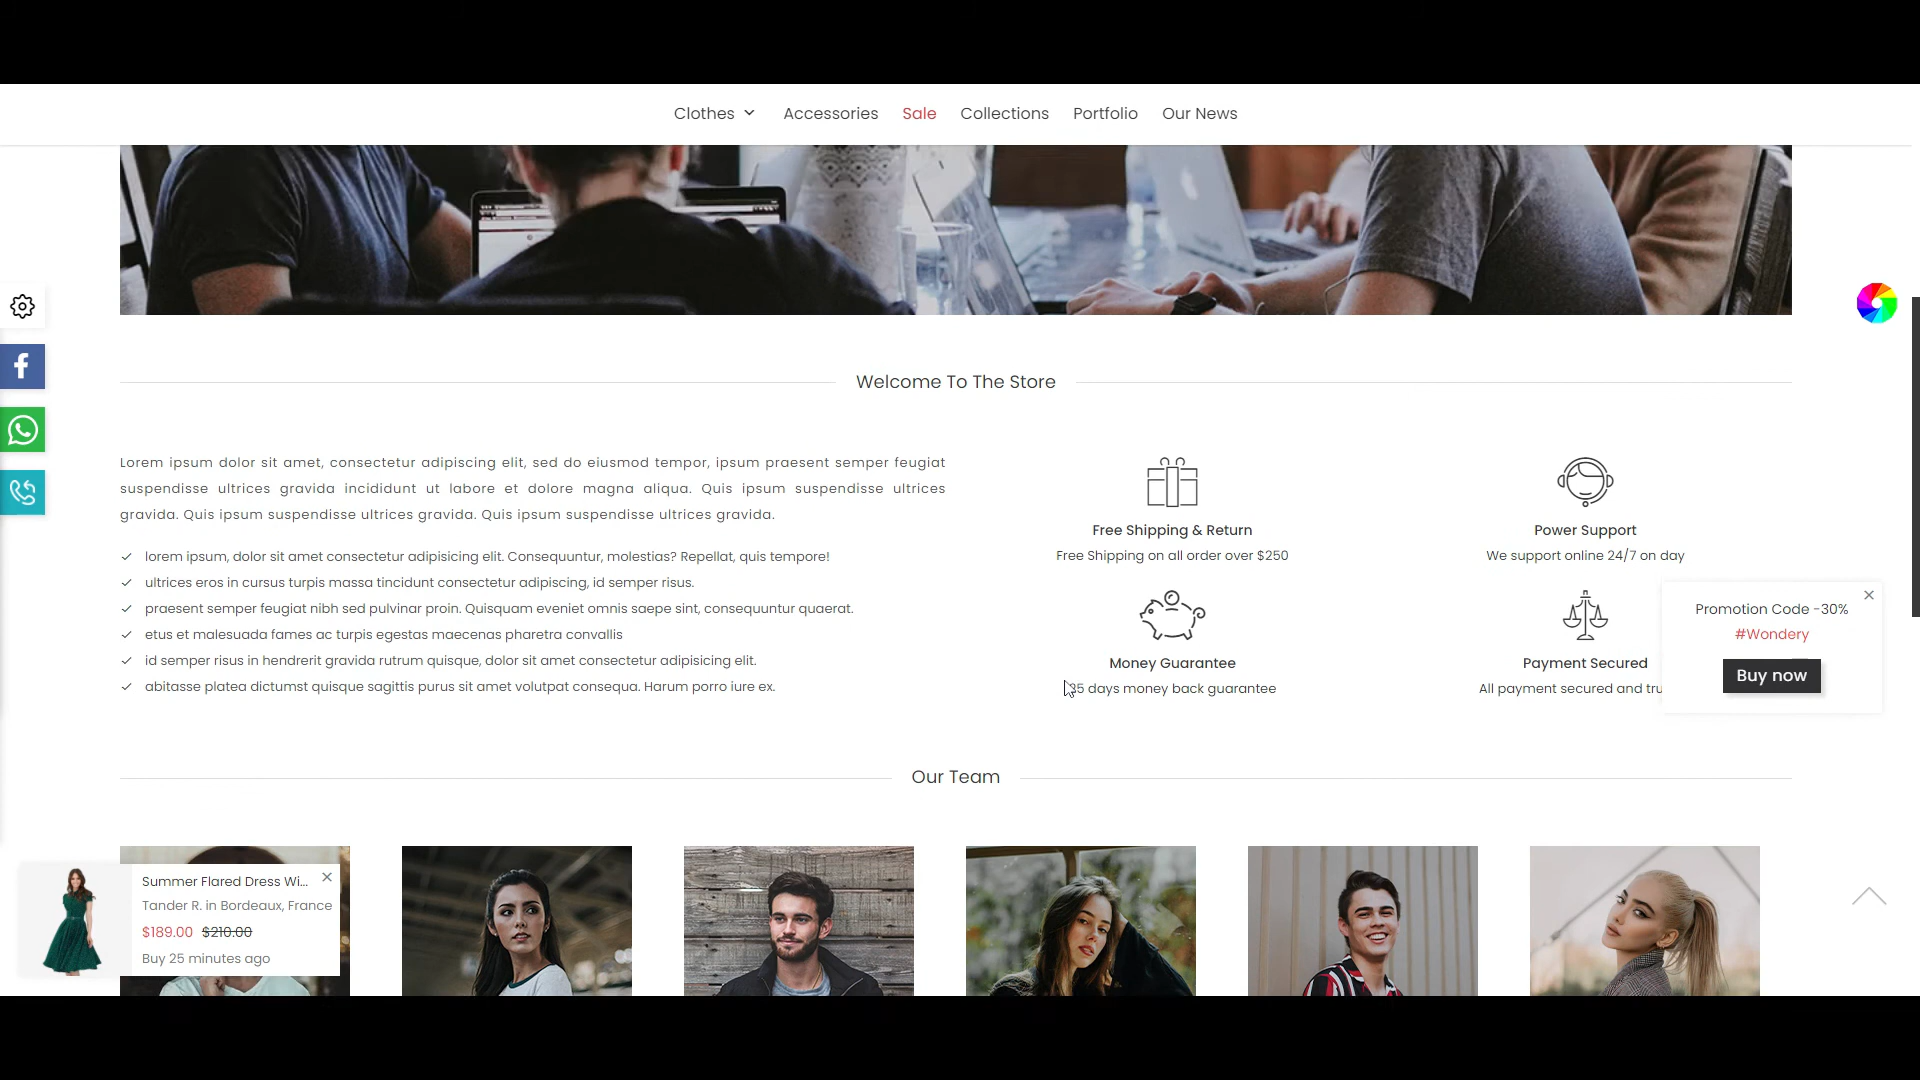 Clothes Accessories Sale Collections Portfolio Our News
Welcome To The Store
Lorem ipsum dolor sit amet, consectetur adipiscing elit, sed do eiusmod tempor, ipsum praesent semper feugiat
suspendisse ultrices gravida incididunt ut labore et dolore magna aliqua. Quis ipsum suspendisse ultrices
gravida. Quis ipsum suspendisse ultrices gravida. Quis ipsum suspendisse ultrices gravida.
lorem ipsum, dolor sit amet consectetur adipisicing elit. Consequuntur, molestias? Repellat, quis tempore!
ultrices eros in cursus turpis massa tincidunt consectetur adipiscing, id semper risus.
praesent semper feugiat nibh sed pulvinar proin. Quisquam eveniet omnis saepe sint, consequuntur quaerat.
etus et malesuada fames ac turpis egestas maecenas pharetra convallis
id semper risus in hendrerit gravida rutrum quisque, dolor sit amet consectetur adipisicing elit.
abitasse platea dictumst quisque sagittis purus sit amet volutpat consequa. Harum porro iure ex.
Free Shipping & Return
Free Shipping on all order over $250
Power Support
We support online 24/7 on day
Money Guarantee
days money back guarantee
Payment Secured
All payment secured and
Promotion Code -30%
#Wondery
Buy now
Our Team
Summer Flared Dress Wi...
Tander R. in Bordeaux, France
$189.00 $210.00
Buy 25 minutes ago